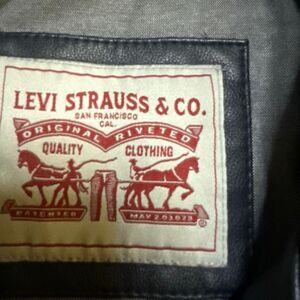 LEVI STRAUSS & CO.
SAN FRANCISCO
CAL.
ORIGINAL RIVETED
QUALITY CLOTHING
PATENTED MAY 20 1873
®